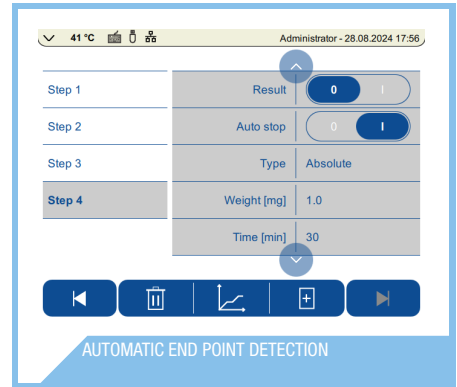 41 °C Administrator - 28.08.2024 17:56
Step 1 Result 0 I
Step 2 Auto stop 0 I
Step 3 Type Absolute
Step 4 Weight [mg] 1.0
Time [min] 30
AUTOMATIC END POINT DETECTION